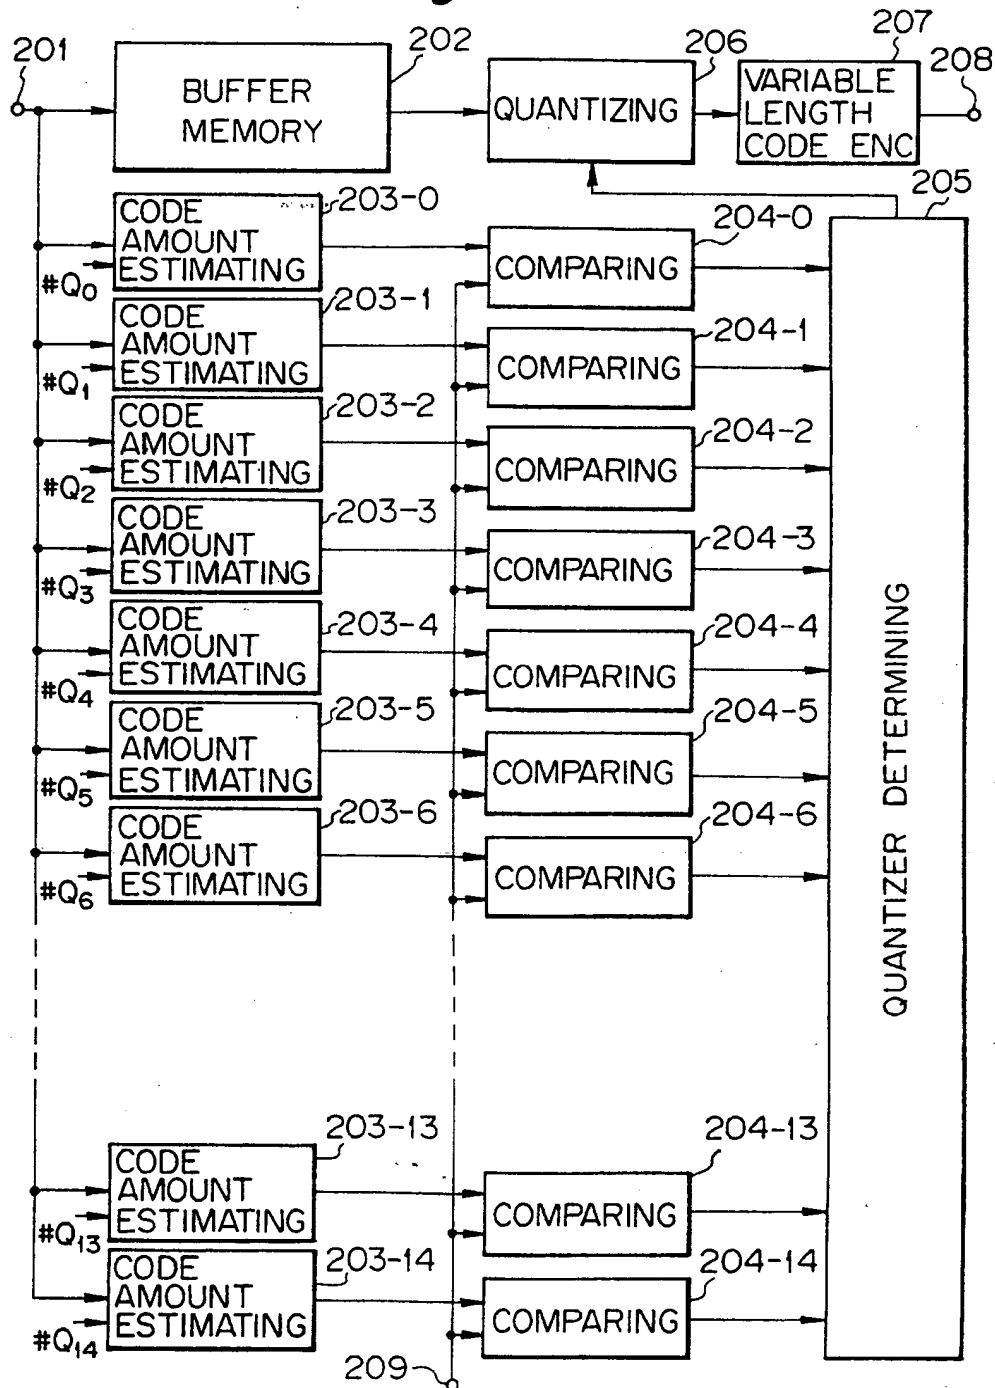 201
BUFFER
MEMORY
202
QUANTIZING
206
VARIABLE
LENGTH
CODE ENC
207
208
205
CODE
AMOUNT
ESTIMATING
203-0
#Q0
COMPARING
204-0
CODE
AMOUNT
ESTIMATING
203-1
#Q1
COMPARING
204-1
CODE
AMOUNT
ESTIMATING
203-2
#Q2
COMPARING
204-2
CODE
AMOUNT
ESTIMATING
203-3
#Q3
COMPARING
204-3
CODE
AMOUNT
ESTIMATING
203-4
#Q4
COMPARING
204-4
CODE
AMOUNT
ESTIMATING
203-5
#Q5
COMPARING
204-5
CODE
AMOUNT
ESTIMATING
203-6
#Q6
COMPARING
204-6
QUANTIZER DETERMINING
CODE
AMOUNT
ESTIMATING
203-13
#Q13
COMPARING
204-13
CODE
AMOUNT
ESTIMATING
203-14
#Q14
COMPARING
204-14
209